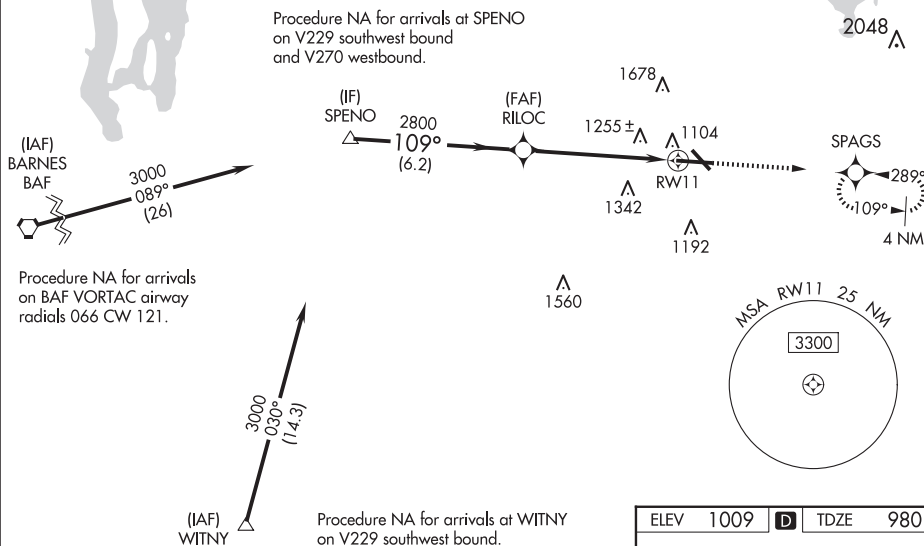 Procedure NA for arrivals at SPENO
on V229 southwest bound
and V270 westbound.
2048
1678
(IF)
SPENO
2800
109°
(6.2)
(FAF)
RILOC
1255 ±
1104
RW11
SPAGS
289°
109°
4 NM
(IAF)
BARNES
BAF
3000
089°
(26)
1342
1192
Procedure NA for arrivals
on BAF VORTAC airway
radials 066 CW 121.
1560
MSA RW11 25 NM
3300
3000
030°
(14.3)
(IAF)
WITNY
Procedure NA for arrivals at WITNY
on V229 southwest bound.
ELEV 1009 D TDZE 980